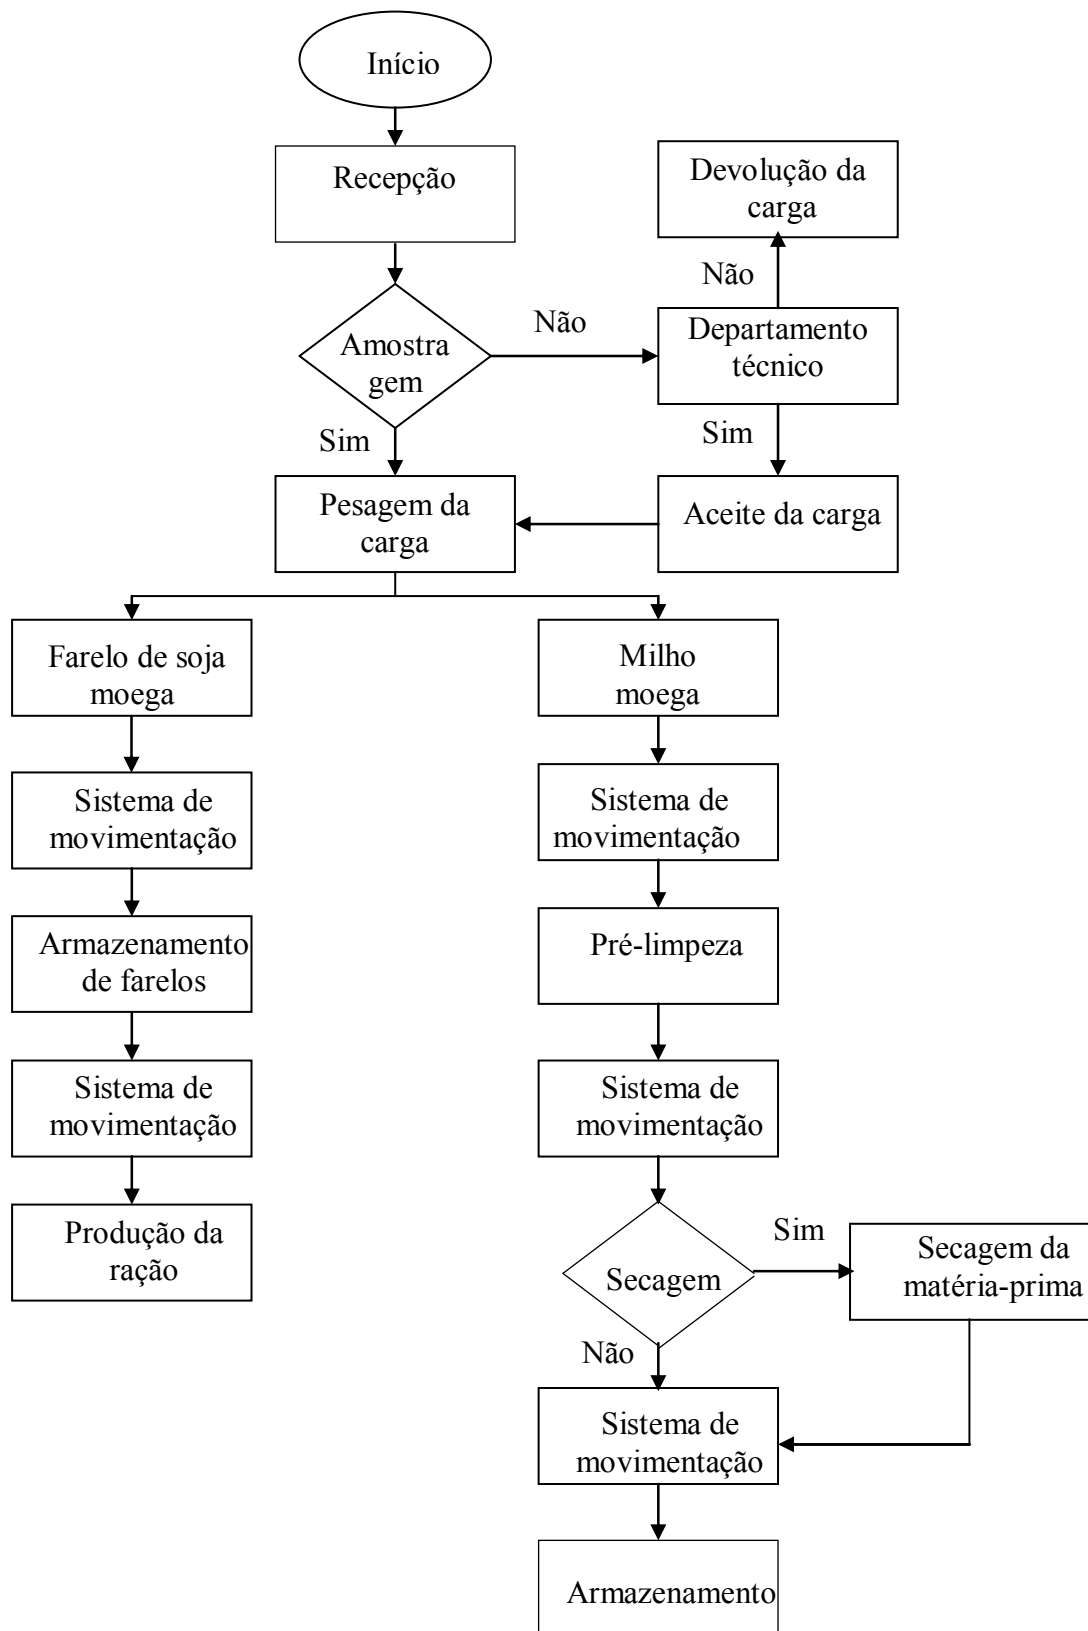 Início
Recepção
Devolução da
carga
Não
Amostra
gem
Não
Departamento
técnico
Sim
Sim
Pesagem da
carga
Aceite da carga
Farelo de soja
moega
Milho
moega
Sistema de
movimentação
Sistema de
movimentação
Armazenamento
de farelos
Pré-limpeza
Sistema de
movimentação
Sistema de
movimentação
Produção da
ração
Secagem
Sim
Secagem da
matéria-prima
Não
Sistema de
movimentação
Armazenamento